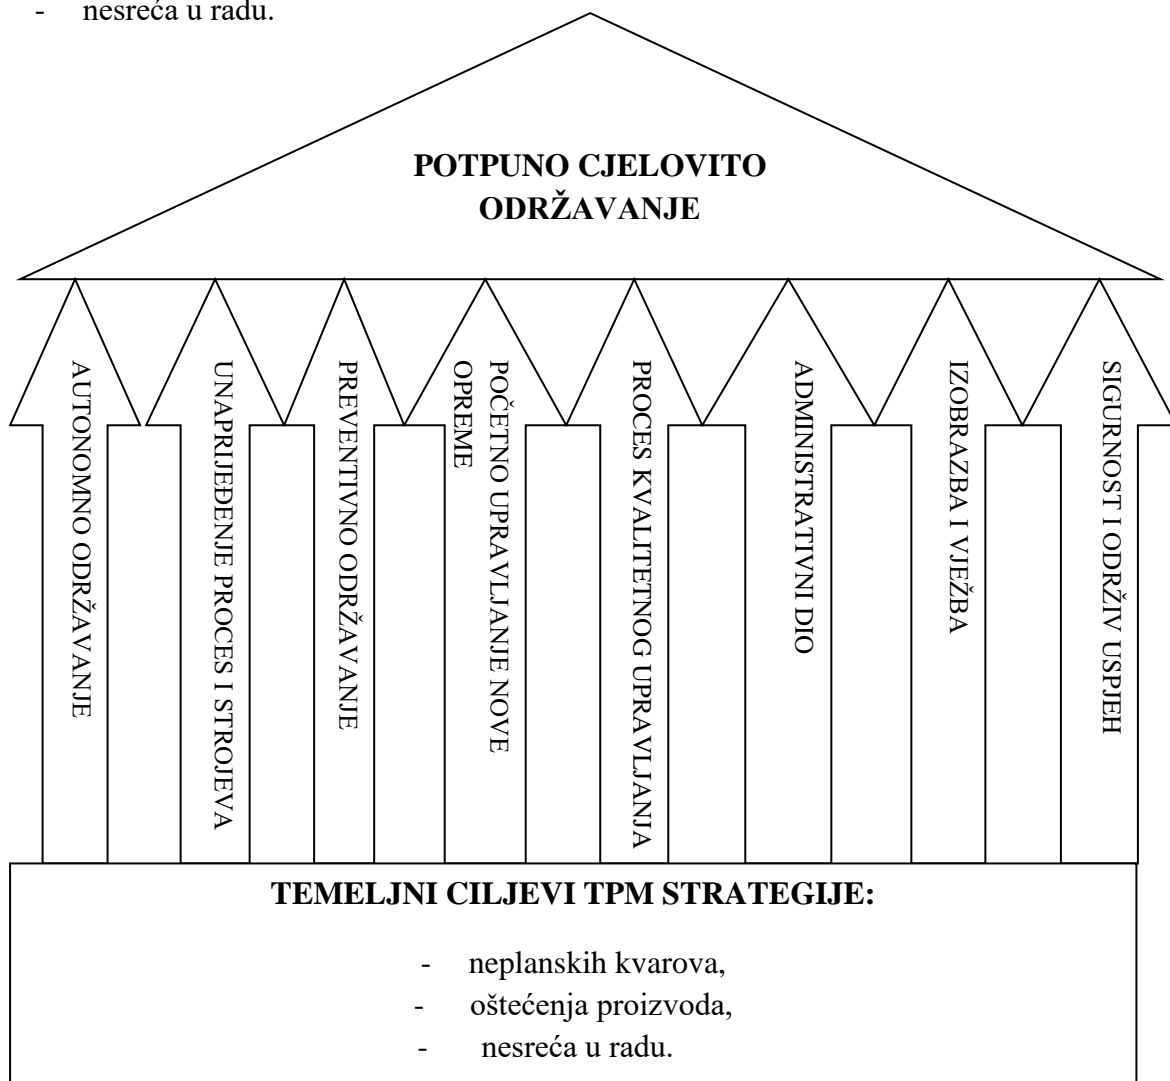 - nesreća u radu.
POTPUNO CJELOVITO
ODRŽAVANJE
AUTONOMNO ODRŽAVANJE
UNAPRIJEĐENJE PROCES I STROJEVA
PREVENTIVNO ODRŽAVANJE
POČETNO UPRAVLJANJE NOVE
OPREME
PROCES KVALITETNOG UPRAVLJANJA
ADMINISTRATIVNI DIO
IZOBRAZBA I VJEŽBA
SIGURNOST I ODRŽIV USPJEH
TEMELJNI CILJEVI TPM STRATEGIJE:
- neplanskih kvarova,
- oštećenja proizvoda,
- nesreća u radu.